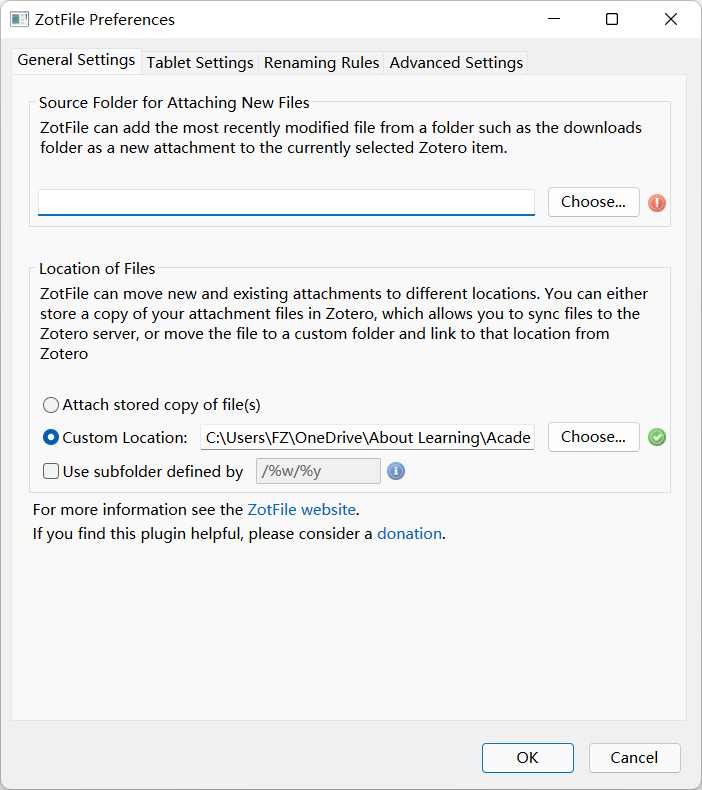 ZotFile Preferences
General Settings Tablet Settings Renaming Rules Advanced Settings
Source Folder for Attaching New Files
ZotFile can add the most recently modified file from a folder such as the downloads
folder as a new attachment to the currently selected Zotero item.
Choose...
Location of Files
ZotFile can move new and existing attachments to different locations. You can either
store a copy of your attachment files in Zotero, which allows you to sync files to the
Zotero server, or move the file to a custom folder and link to that location from
Zotero
Attach stored copy of file(s)
Custom Location: C:\Users\FZ\OneDrive\About Learning\Acade Choose...
Use subfolder defined by /%w/%y
For more information see the ZotFile website.
If you find this plugin helpful, please consider a donation.
OK Cancel